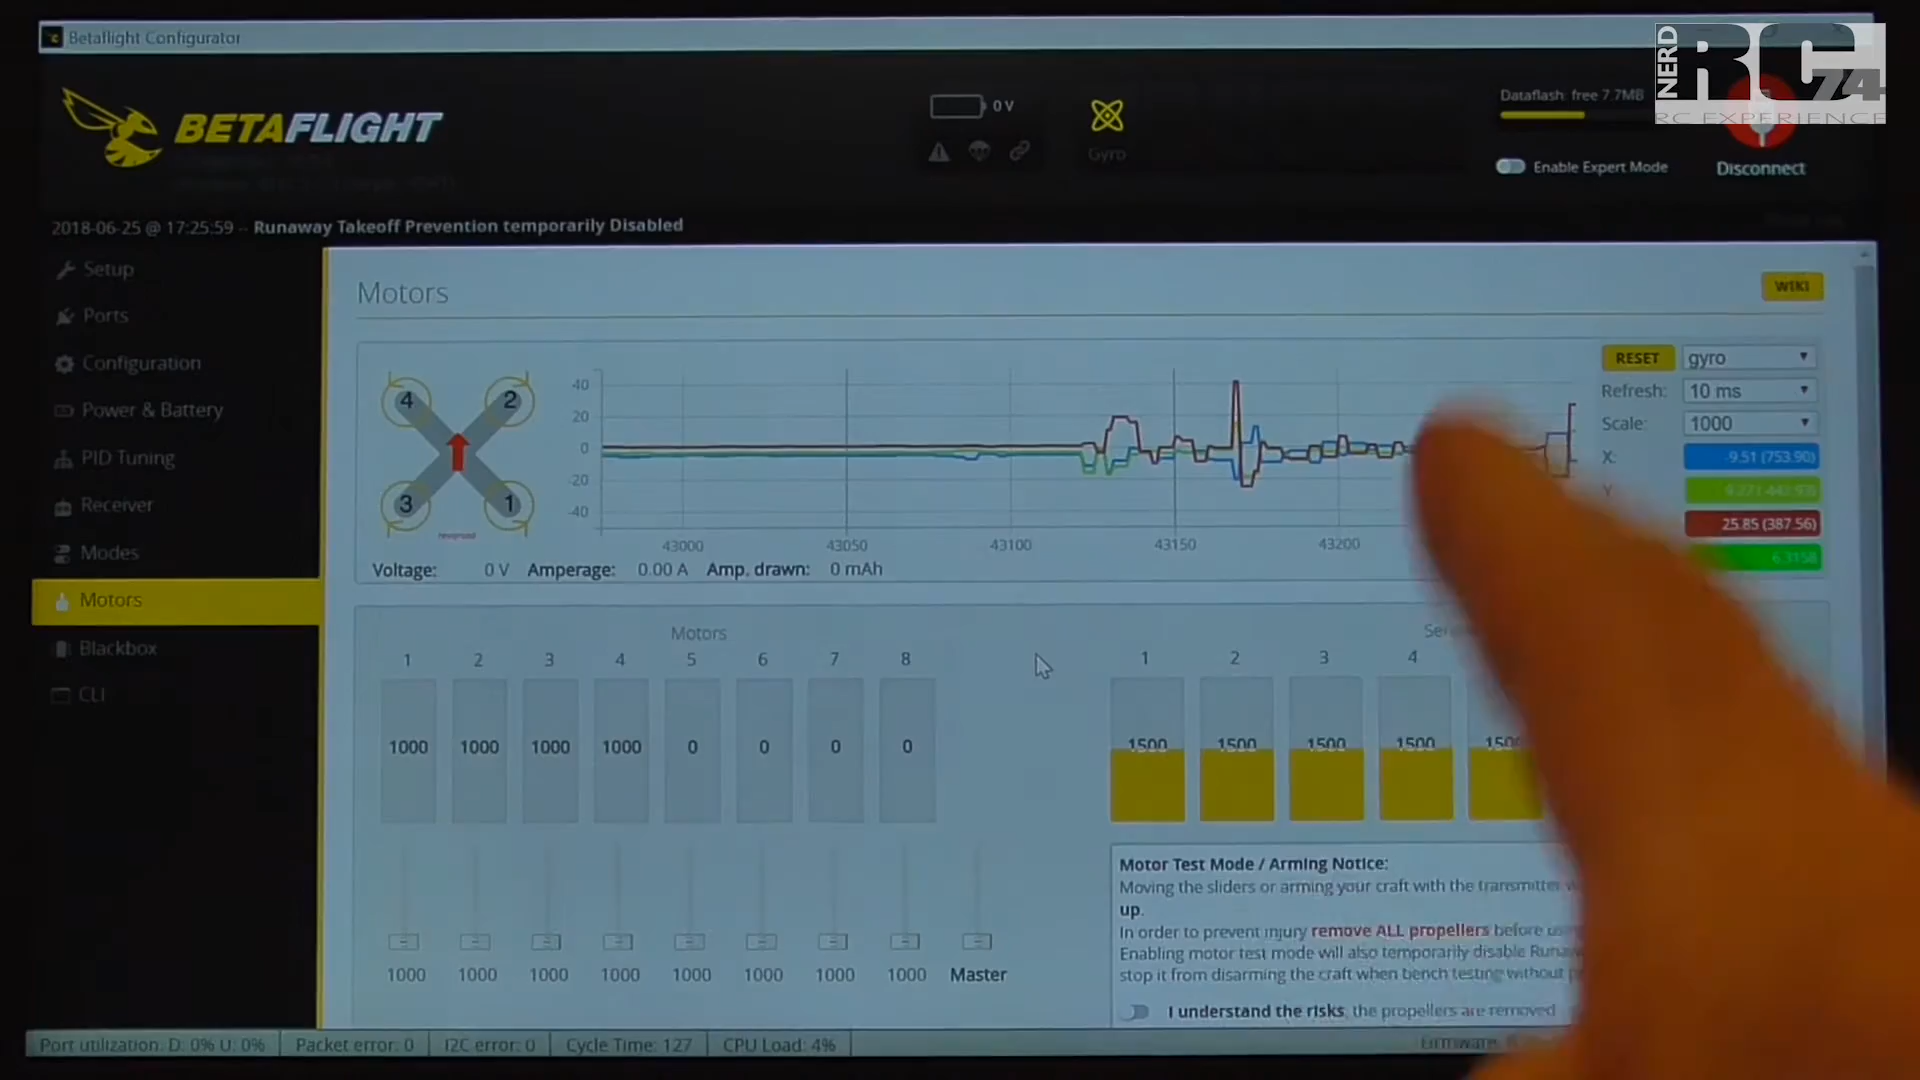 Betaflight Configurator
NERD RC 74
RC EXPERIENCE
BETAFLIGHT
0 V
Gyro
Dataflash: free 7.7MB
Enable Expert Mode
Disconnect
2018-06-25 @ 17:25:59 -- Runaway Takeoff Prevention temporarily Disabled
Setup
Ports
Configuration
Power & Battery
PID Tuning
Receiver
Modes
Motors
Blackbox
CLI
Motors
WIKI
4 2
3 1
reversed
40
20
0
-20
-40
43000 43050 43100 43150 43200
RESET gyro
Refresh: 10 ms
Scale: 1000
X: -9.51 (753.90)
Y:
25.85 (387.56)
6.3158
Voltage: 0 V Amperage: 0.00 A Amp. drawn: 0 mAh
Motors
1 2 3 4 5 6 7 8
1000 1000 1000 1000 0 0 0 0
1000 1000 1000 1000 1000 1000 1000 1000 Master
1 2 3 4
1500 1500 1500 1500
Motor Test Mode / Arming Notice:
Moving the sliders or arming your craft with the transmitter
up.
In order to prevent injury remove ALL propellers before
Enabling motor test mode will also temporarily disable
stop it from disarming the craft when bench testing without
I understand the risks, the propellers are removed
Port utilization: D: 0% U: 0% Packet error: 0 I2C error: 0 Cycle Time: 127 CPU Load: 4%
Firmware: